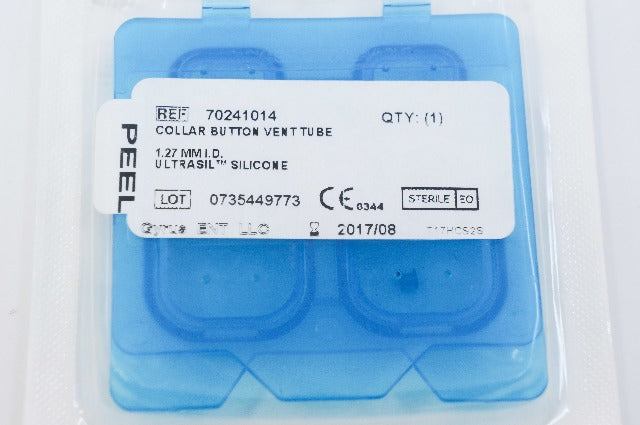 REF 70241014 QTY: (1)
COLLAR BUTTON VENT TUBE
1.27 MM I.D.
ULTRASIL™ SILICONE
LOT 0735449773 CE 0344 STERILE EO
Gyrus ENT LLC 2017/08
PEEL